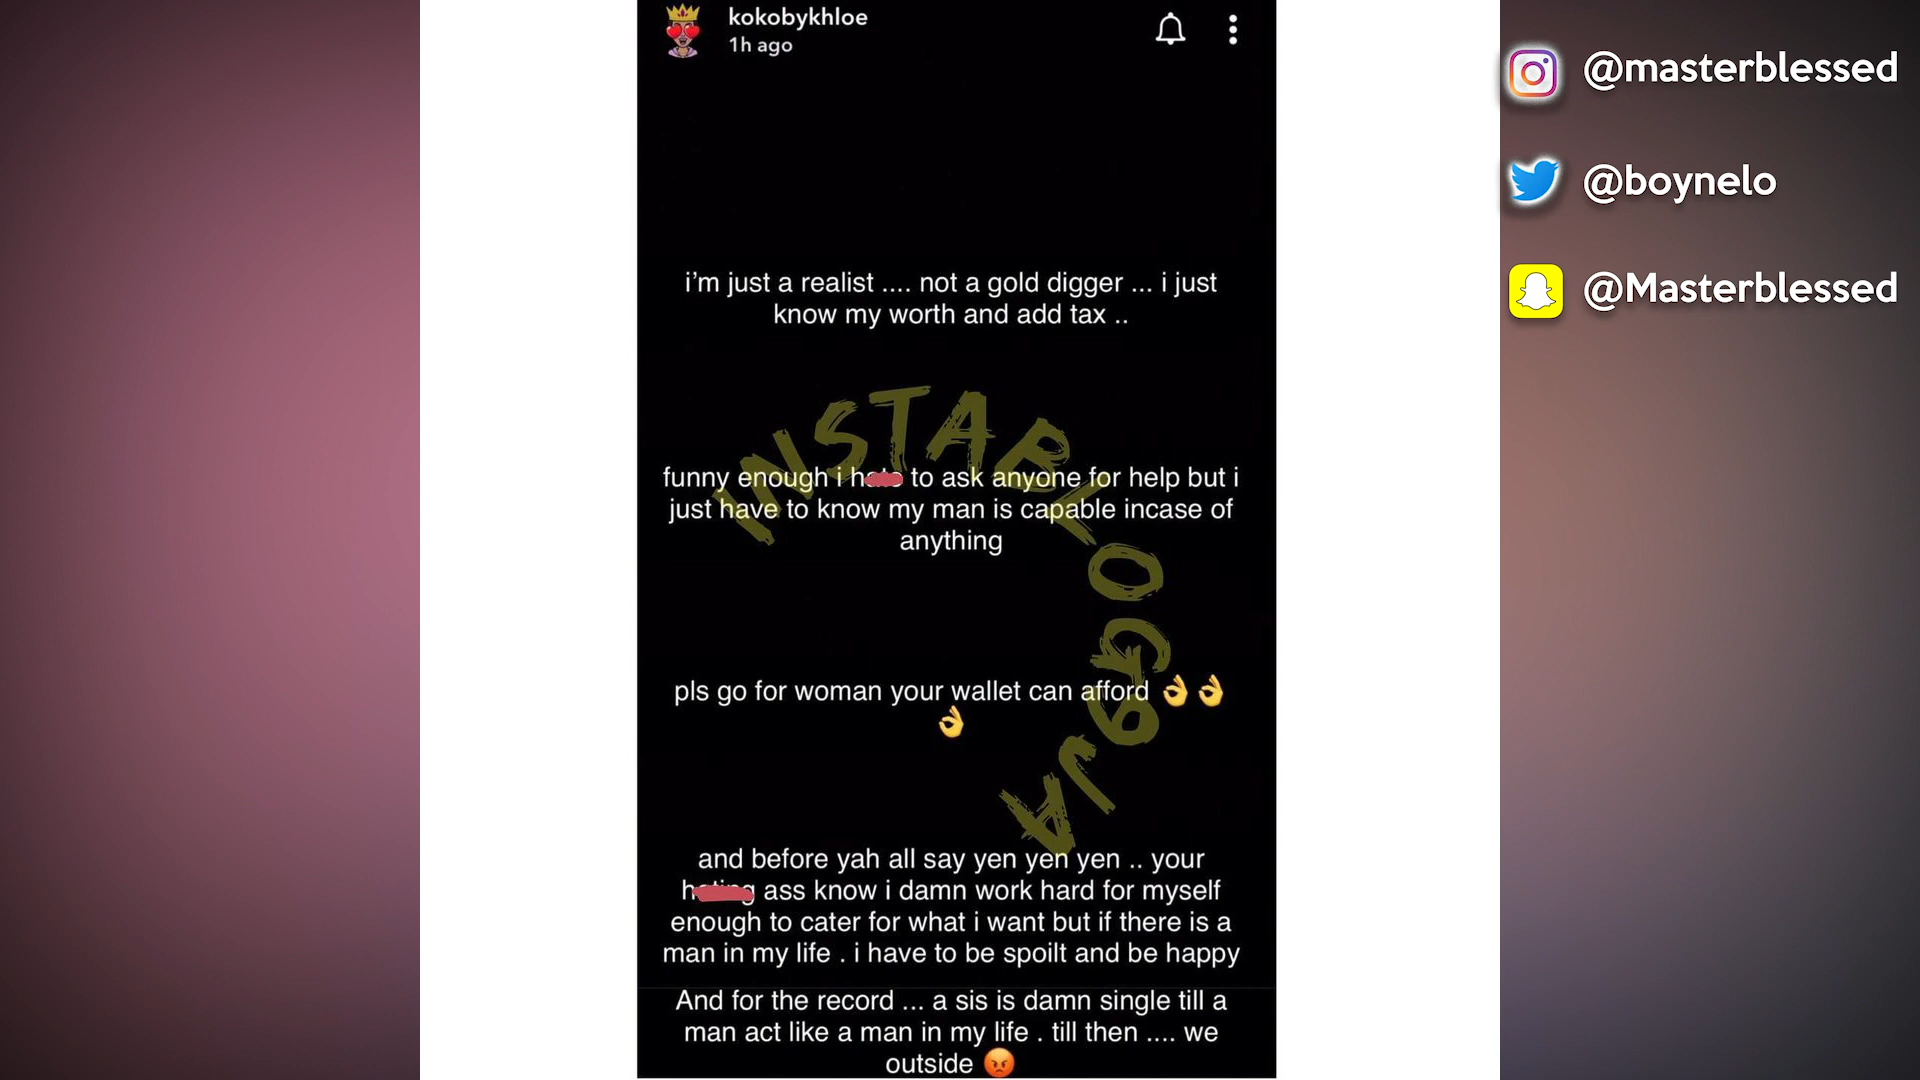 kokobykhloe
1h ago
i’m just a realist .... not a gold digger ... i just
know my worth and add tax ..
funny enough i hate to ask anyone for help but i
just have to know my man is capable incase of
anything
pls go for woman your wallet can afford 👌👌
👌
and before yah all say yen yen yen .. your
hating ass know i damn work hard for myself
enough to cater for what i want but if there is a
man in my life . i have to be spoilt and be happy
And for the record ... a sis is damn single till a
man act like a man in my life . till then .... we
outside 😡
INSTABLOG9JA
@masterblessed
@boynelo
@Masterblessed